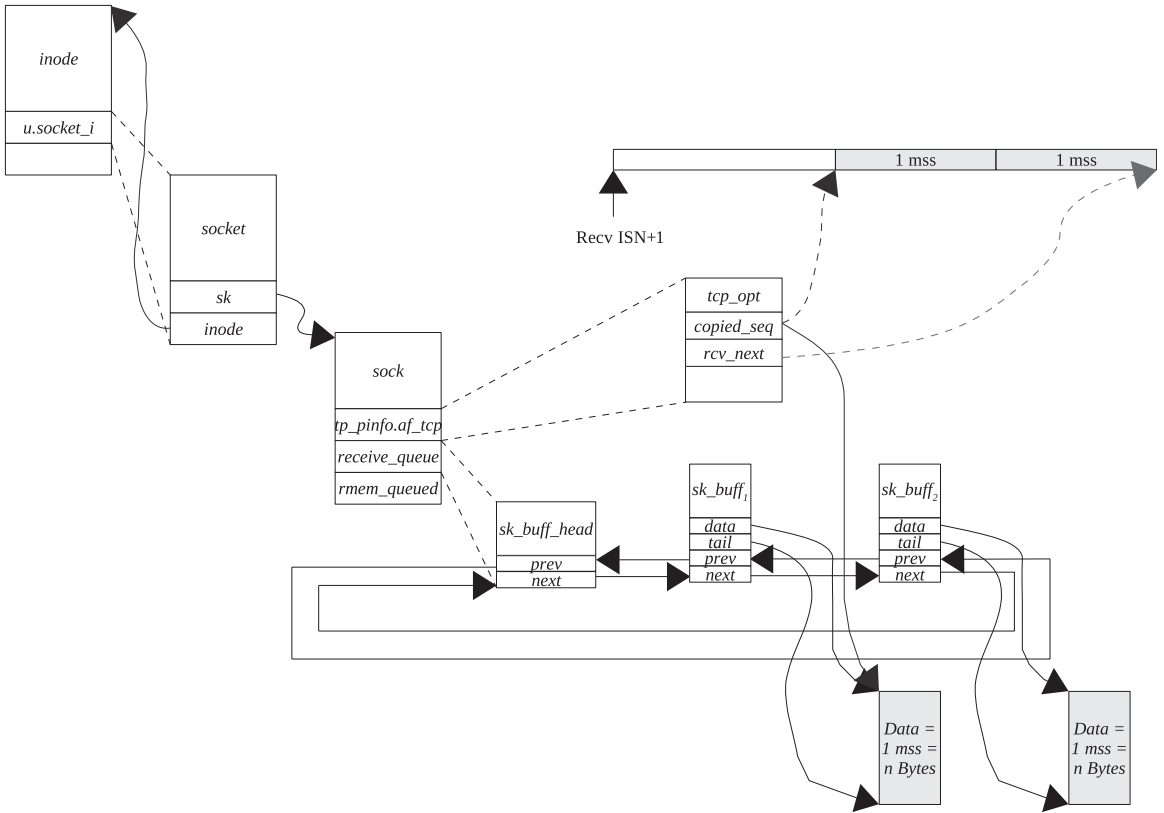 inode
u.socket_i
socket
sk
inode
1 mss
1 mss
Recv ISN+1
tcp_opt
copied_seq
rcv_next
sock
tp_pinfo.af_tcp
receive_queue
rmem_queued
sk_buff_head
prev
next
sk_buff1
data
tail
prev
next
sk_buff2
data
tail
prev
next
Data =
1 mss =
n Bytes
Data =
1 mss =
n Bytes